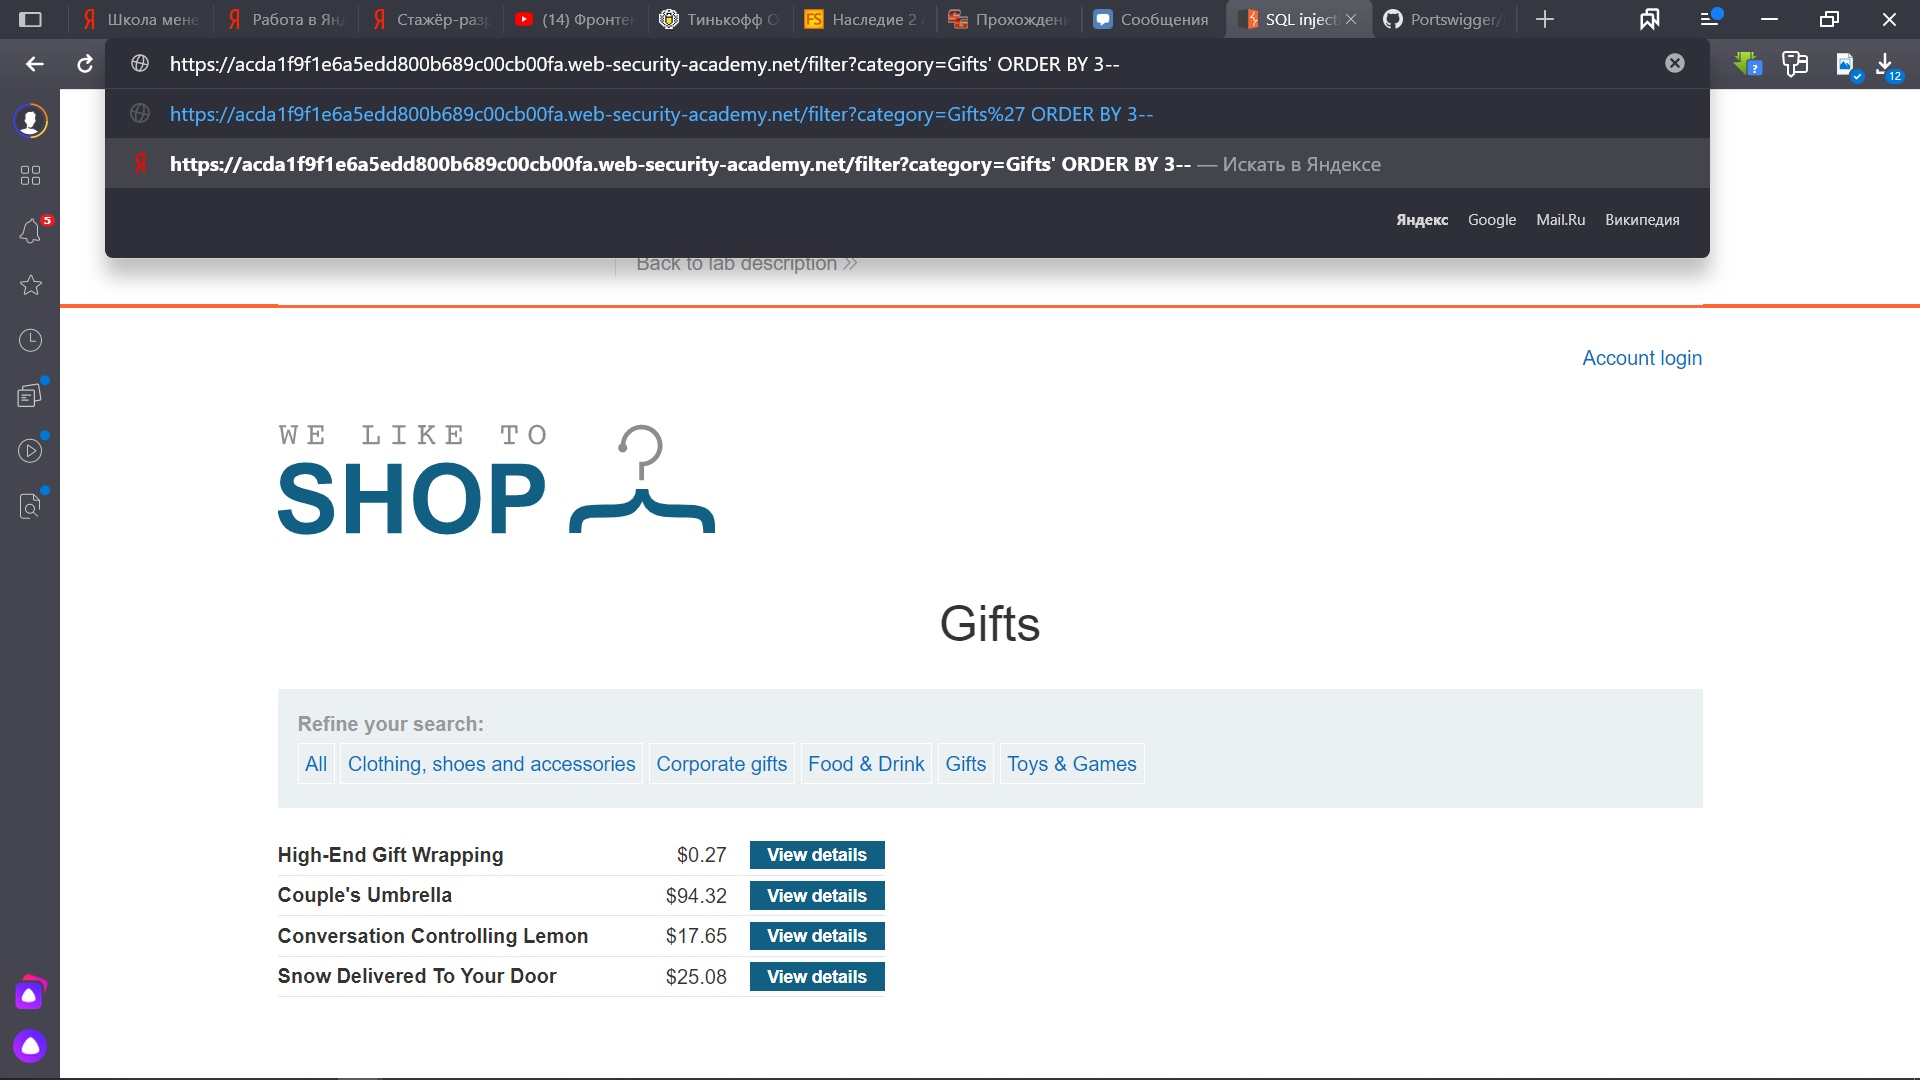 Школа мене
Работа в Ян
Стажёр-раз
(14) Фронте
Тинькофф О
FS Наследие 2 с
Прохожден
Сообщения
SQL inject
Portswigger/
https://acda1f9f1e6a5edd800b689c00cb00fa.web-security-academy.net/filter?category=Gifts' ORDER BY 3--
? 12
https://acda1f9f1e6a5edd800b689c00cb00fa.web-security-academy.net/filter?category=Gifts%27 ORDER BY 3--
Я https://acda1f9f1e6a5edd800b689c00cb00fa.web-security-academy.net/filter?category=Gifts' ORDER BY 3-- — Искать в Яндексе
5
Яндекс Google Mail.Ru Википедия
Back to lab description
Account login
WE LIKE TO
SHOP
Gifts
Refine your search:
All Clothing, shoes and accessories Corporate gifts Food & Drink Gifts Toys & Games
High-End Gift Wrapping $0.27 View details
Couple's Umbrella $94.32 View details
Conversation Controlling Lemon $17.65 View details
Snow Delivered To Your Door $25.08 View details